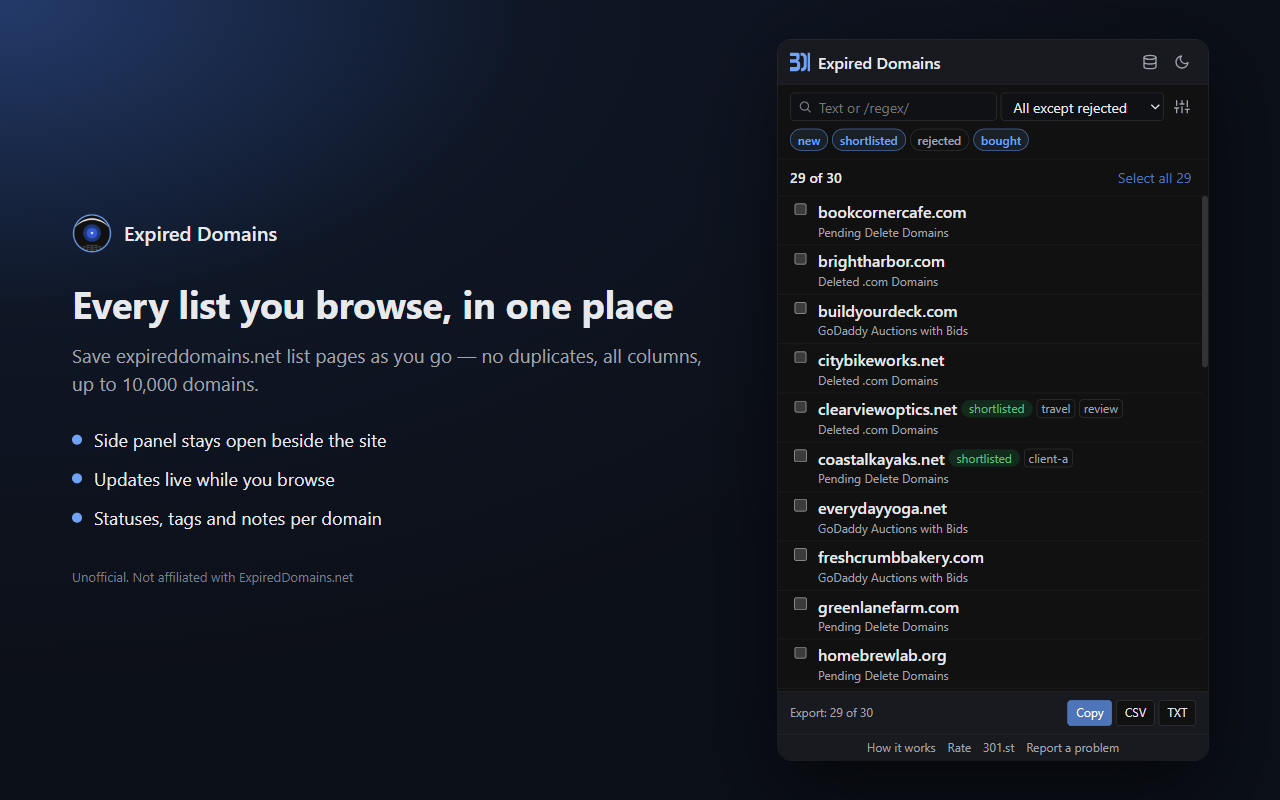 Expired Domains
Every list you browse, in one place
Save expireddomains.net list pages as you go — no duplicates, all columns,
up to 10,000 domains.
Side panel stays open beside the site
Updates live while you browse
Statuses, tags and notes per domain
Unofficial. Not affiliated with ExpiredDomains.net
301 Expired Domains
Text or /regex/ All except rejected
new shortlisted rejected bought
29 of 30 Select all 29
bookcornercafe.com
Pending Delete Domains
brightharbor.com
Deleted .com Domains
buildyourdeck.com
GoDaddy Auctions with Bids
citybikeworks.net
Deleted .com Domains
clearviewoptics.net shortlisted travel review
Deleted .com Domains
coastalkayaks.net shortlisted client-a
Pending Delete Domains
everydayyoga.net
GoDaddy Auctions with Bids
freshcrumbbakery.com
GoDaddy Auctions with Bids
greenlanefarm.com
Pending Delete Domains
homebrewlab.org
Pending Delete Domains
Export: 29 of 30 Copy CSV TXT
How it works Rate 301.st Report a problem